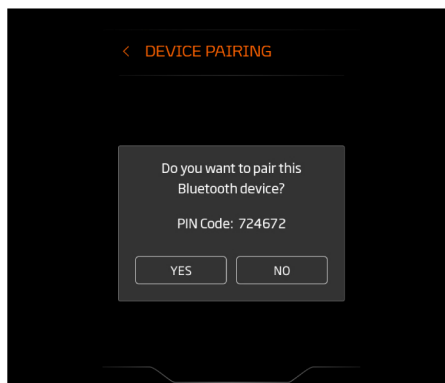 < DEVICE PAIRING
Do you want to pair this
Bluetooth device?
PIN Code: 724672
YES
NO